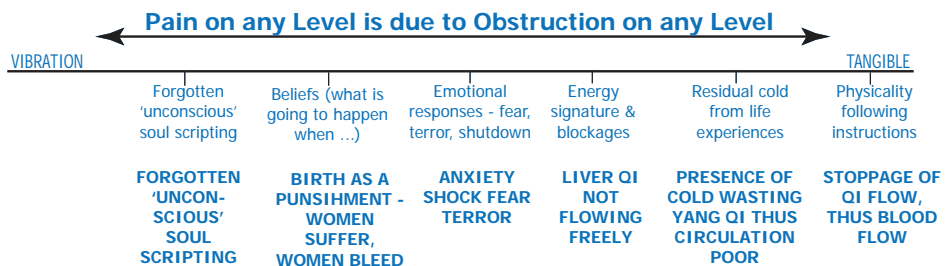 Pain on any Level is due to Obstruction on any Level
VIBRATION
TANGIBLE
Forgotten
'unconscious'
soul scripting
Beliefs (what is
going to happen
when ...)
Emotional
responses - fear,
terror, shutdown
Energy
signature &
blockages
Residual cold
from life
experiences
Physicality
following
instructions
FORGOTTEN
'UNCON-
SCIOUS'
SOUL
SCRIPTING
BIRTH AS A
PUNSIHMENT -
WOMEN
SUFFER,
WOMEN BLEED
ANXIETY
SHOCK FEAR
TERROR
LIVER QI
NOT
FLOWING
FREELY
PRESENCE OF
COLD WASTING
YANG QI THUS
CIRCULATION
POOR
STOPPAGE OF
QI FLOW,
THUS BLOOD
FLOW